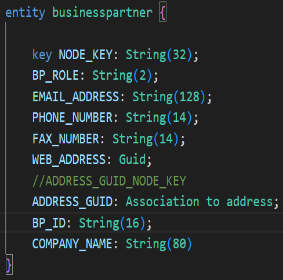 entity businesspartner {
key NODE_KEY: String(32);
BP_ROLE: String(2);
EMAIL_ADDRESS: String(128);
PHONE_NUMBER: String(14);
FAX_NUMBER: String(14);
WEB_ADDRESS: Guid;
//ADDRESS_GUID_NODE_KEY
ADDRESS_GUID: Association to address;
BP_ID: String(16);
COMPANY_NAME: String(80)
}